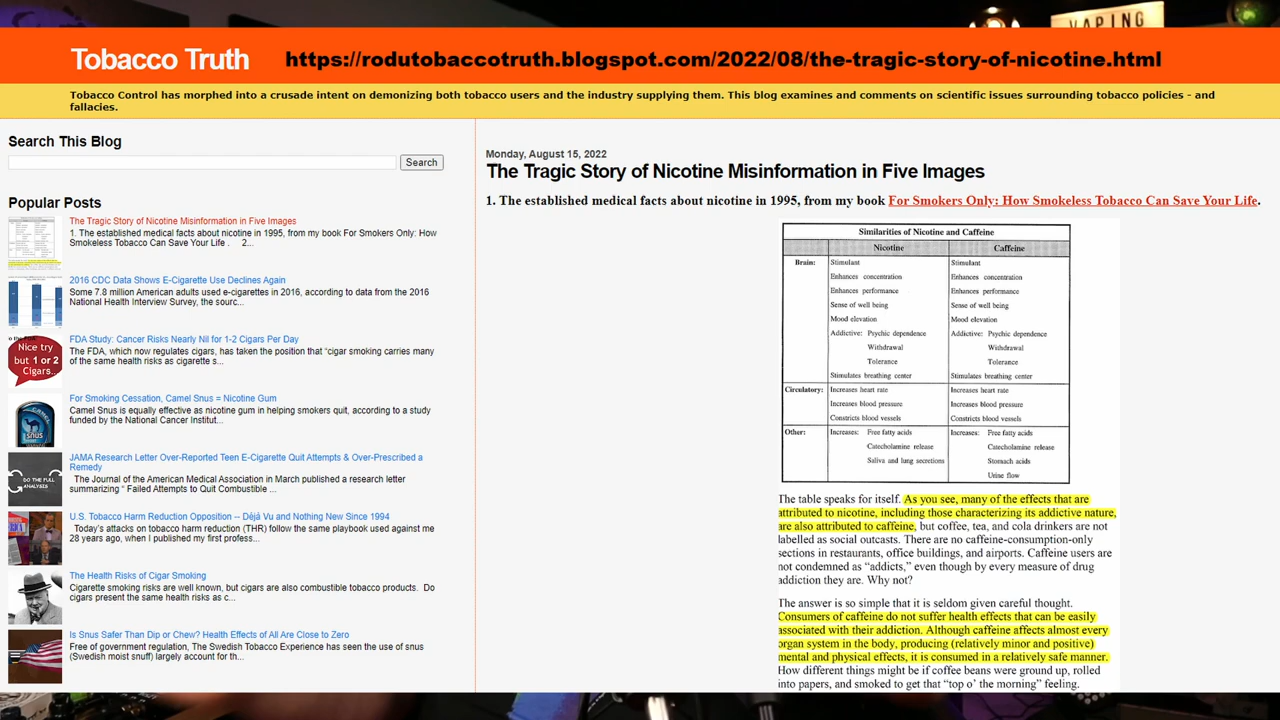 VAPING
Tobacco Truth
https://rodutobaccotruth.blogspot.com/2022/08/the-tragic-story-of-nicotine.html
Tobacco Control has morphed into a crusade intent on demonizing both tobacco users and the industry supplying them. This blog examines and comments on scientific issues surrounding tobacco policies - and
fallacies.
Search This Blog
Search
Popular Posts
The Tragic Story of Nicotine Misinformation in Five Images
1. The established medical facts about nicotine in 1995, from my book For Smokers Only: How
Smokeless Tobacco Can Save Your Life . 2...
2016 CDC Data Shows E-Cigarette Use Declines Again
Some 7.8 million American adults used e-cigarettes in 2016, according to data from the 2016
National Health Interview Survey, the sourc...
Nice try
but 1 or 2
Cigars..
FDA Study: Cancer Risks Nearly Nil for 1-2 Cigars Per Day
The FDA, which now regulates cigars, has taken the position that “cigar smoking carries many
of the same health risks as cigarette s...
snus
For Smoking Cessation, Camel Snus = Nicotine Gum
Camel Snus is equally effective as nicotine gum in helping smokers quit, according to a study
funded by the National Cancer Institut...
DO THE FULL
ANALYSIS
JAMA Research Letter Over-Reported Teen E-Cigarette Quit Attempts & Over-Prescribed a
Remedy
The Journal of the American Medical Association in March published a research letter
summarizing “ Failed Attempts to Quit Combustible ...
U.S. Tobacco Harm Reduction Opposition -- Déjà Vu and Nothing New Since 1994
Today’s attacks on tobacco harm reduction (THR) follow the same playbook used against me
28 years ago, when I published my first profess...
The Health Risks of Cigar Smoking
Cigarette smoking risks are well known, but cigars are also combustible tobacco products. Do
cigars present the same health risks as c...
Is Snus Safer Than Dip or Chew? Health Effects of All Are Close to Zero
Free of government regulation, The Swedish Tobacco Experience has seen the use of snus
(Swedish moist snuff) largely account for th...
Monday, August 15, 2022
The Tragic Story of Nicotine Misinformation in Five Images
1. The established medical facts about nicotine in 1995, from my book For Smokers Only: How Smokeless Tobacco Can Save Your Life.
Similarities of Nicotine and Caffeine
Nicotine Caffeine
Brain: Stimulant Stimulant
Enhances concentration Enhances concentration
Enhances performance Enhances performance
Sense of well being Sense of well being
Mood elevation Mood elevation
Addictive: Psychic dependence Addictive: Psychic dependence
Withdrawal Withdrawal
Tolerance Tolerance
Stimulates breathing center Stimulates breathing center
Circulatory: Increases heart rate Increases heart rate
Increases blood pressure Increases blood pressure
Constricts blood vessels Constricts blood vessels
Other: Increases: Free fatty acids Increases: Free fatty acids
Catecholamine release Catecholamine release
Saliva and lung secretions Stomach acids
Urine flow
The table speaks for itself. As you see, many of the effects that are
attributed to nicotine, including those characterizing its addictive nature,
are also attributed to caffeine, but coffee, tea, and cola drinkers are not
labelled as social outcasts. There are no caffeine-consumption-only
sections in restaurants, office buildings, and airports. Caffeine users are
not condemned as “addicts,” even though by every measure of drug
addiction they are. Why not?
The answer is so simple that it is seldom given careful thought.
Consumers of caffeine do not suffer health effects that can be easily
associated with their addiction. Although caffeine affects almost every
organ system in the body, producing (relatively minor and positive)
mental and physical effects, it is consumed in a relatively safe manner.
How different things might be if coffee beans were ground up, rolled
into papers, and smoked to get that “top o’ the morning” feeling.